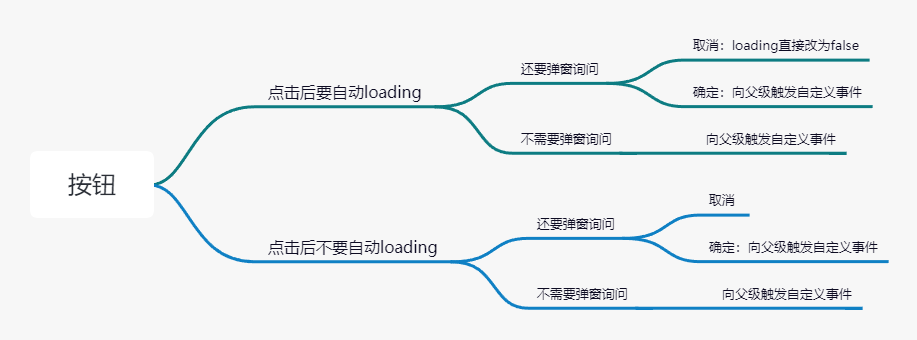 按钮
点击后要自动loading
还要弹窗询问
取消：loading直接改为false
确定：向父级触发自定义事件
不需要弹窗询问
向父级触发自定义事件
点击后不要自动loading
还要弹窗询问
取消
确定：向父级触发自定义事件
不需要弹窗询问
向父级触发自定义事件